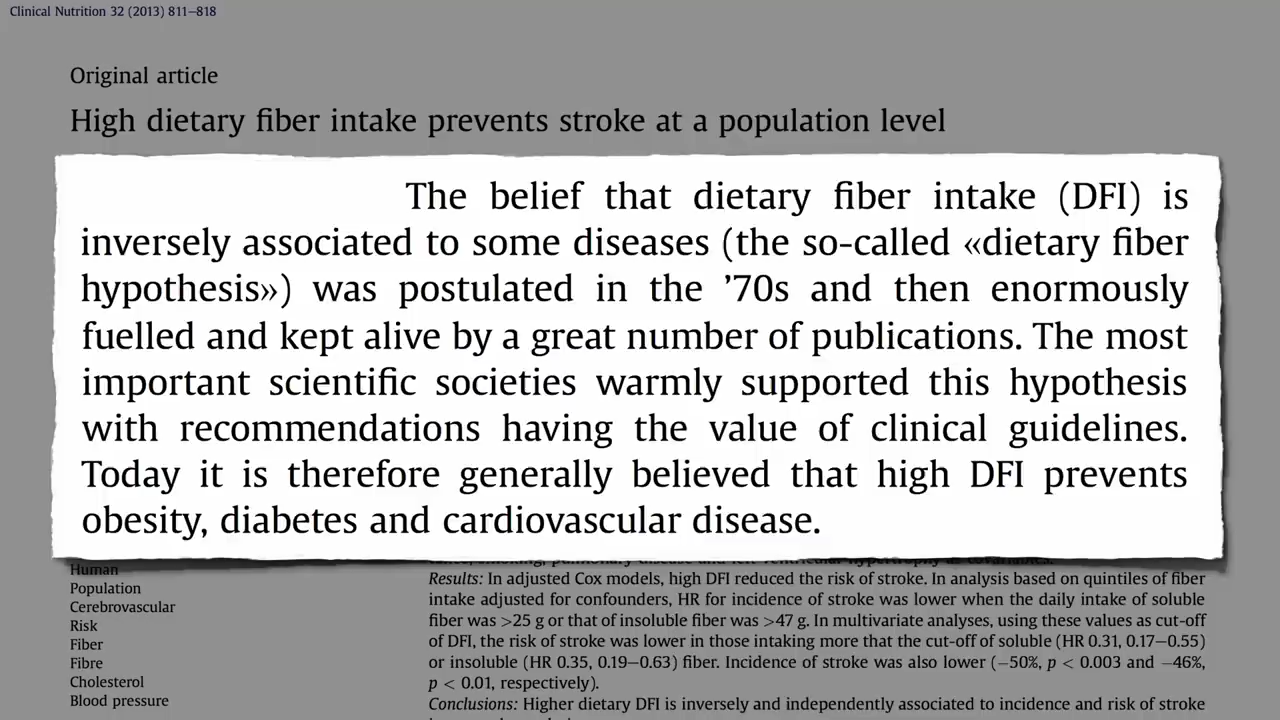 Clinical Nutrition 32 (2013) 811–818
Original article
High dietary fiber intake prevents stroke at a population level
The belief that dietary fiber intake (DFI) is
inversely associated to some diseases (the so-called «dietary fiber
hypothesis») was postulated in the ’70s and then enormously
fuelled and kept alive by a great number of publications. The most
important scientific societies warmly supported this hypothesis
with recommendations having the value of clinical guidelines.
Today it is therefore generally believed that high DFI prevents
obesity, diabetes and cardiovascular disease.
Human
Population
Cerebrovascular
Risk
Fiber
Fibre
Cholesterol
Blood pressure
Results: In adjusted Cox models, high DFI reduced the risk of stroke. In analysis based on quintiles of fiber
intake adjusted for confounders, HR for incidence of stroke was lower when the daily intake of soluble
fiber was >25 g or that of insoluble fiber was >47 g. In multivariate analyses, using these values as cut-off
of DFI, the risk of stroke was lower in those intaking more that the cut-off of soluble (HR 0.31, 0.17–0.55)
or insoluble (HR 0.35, 0.19–0.63) fiber. Incidence of stroke was also lower (−50%, p < 0.003 and −46%,
p < 0.01, respectively).
Conclusions: Higher dietary DFI is inversely and independently associated to incidence and risk of stroke